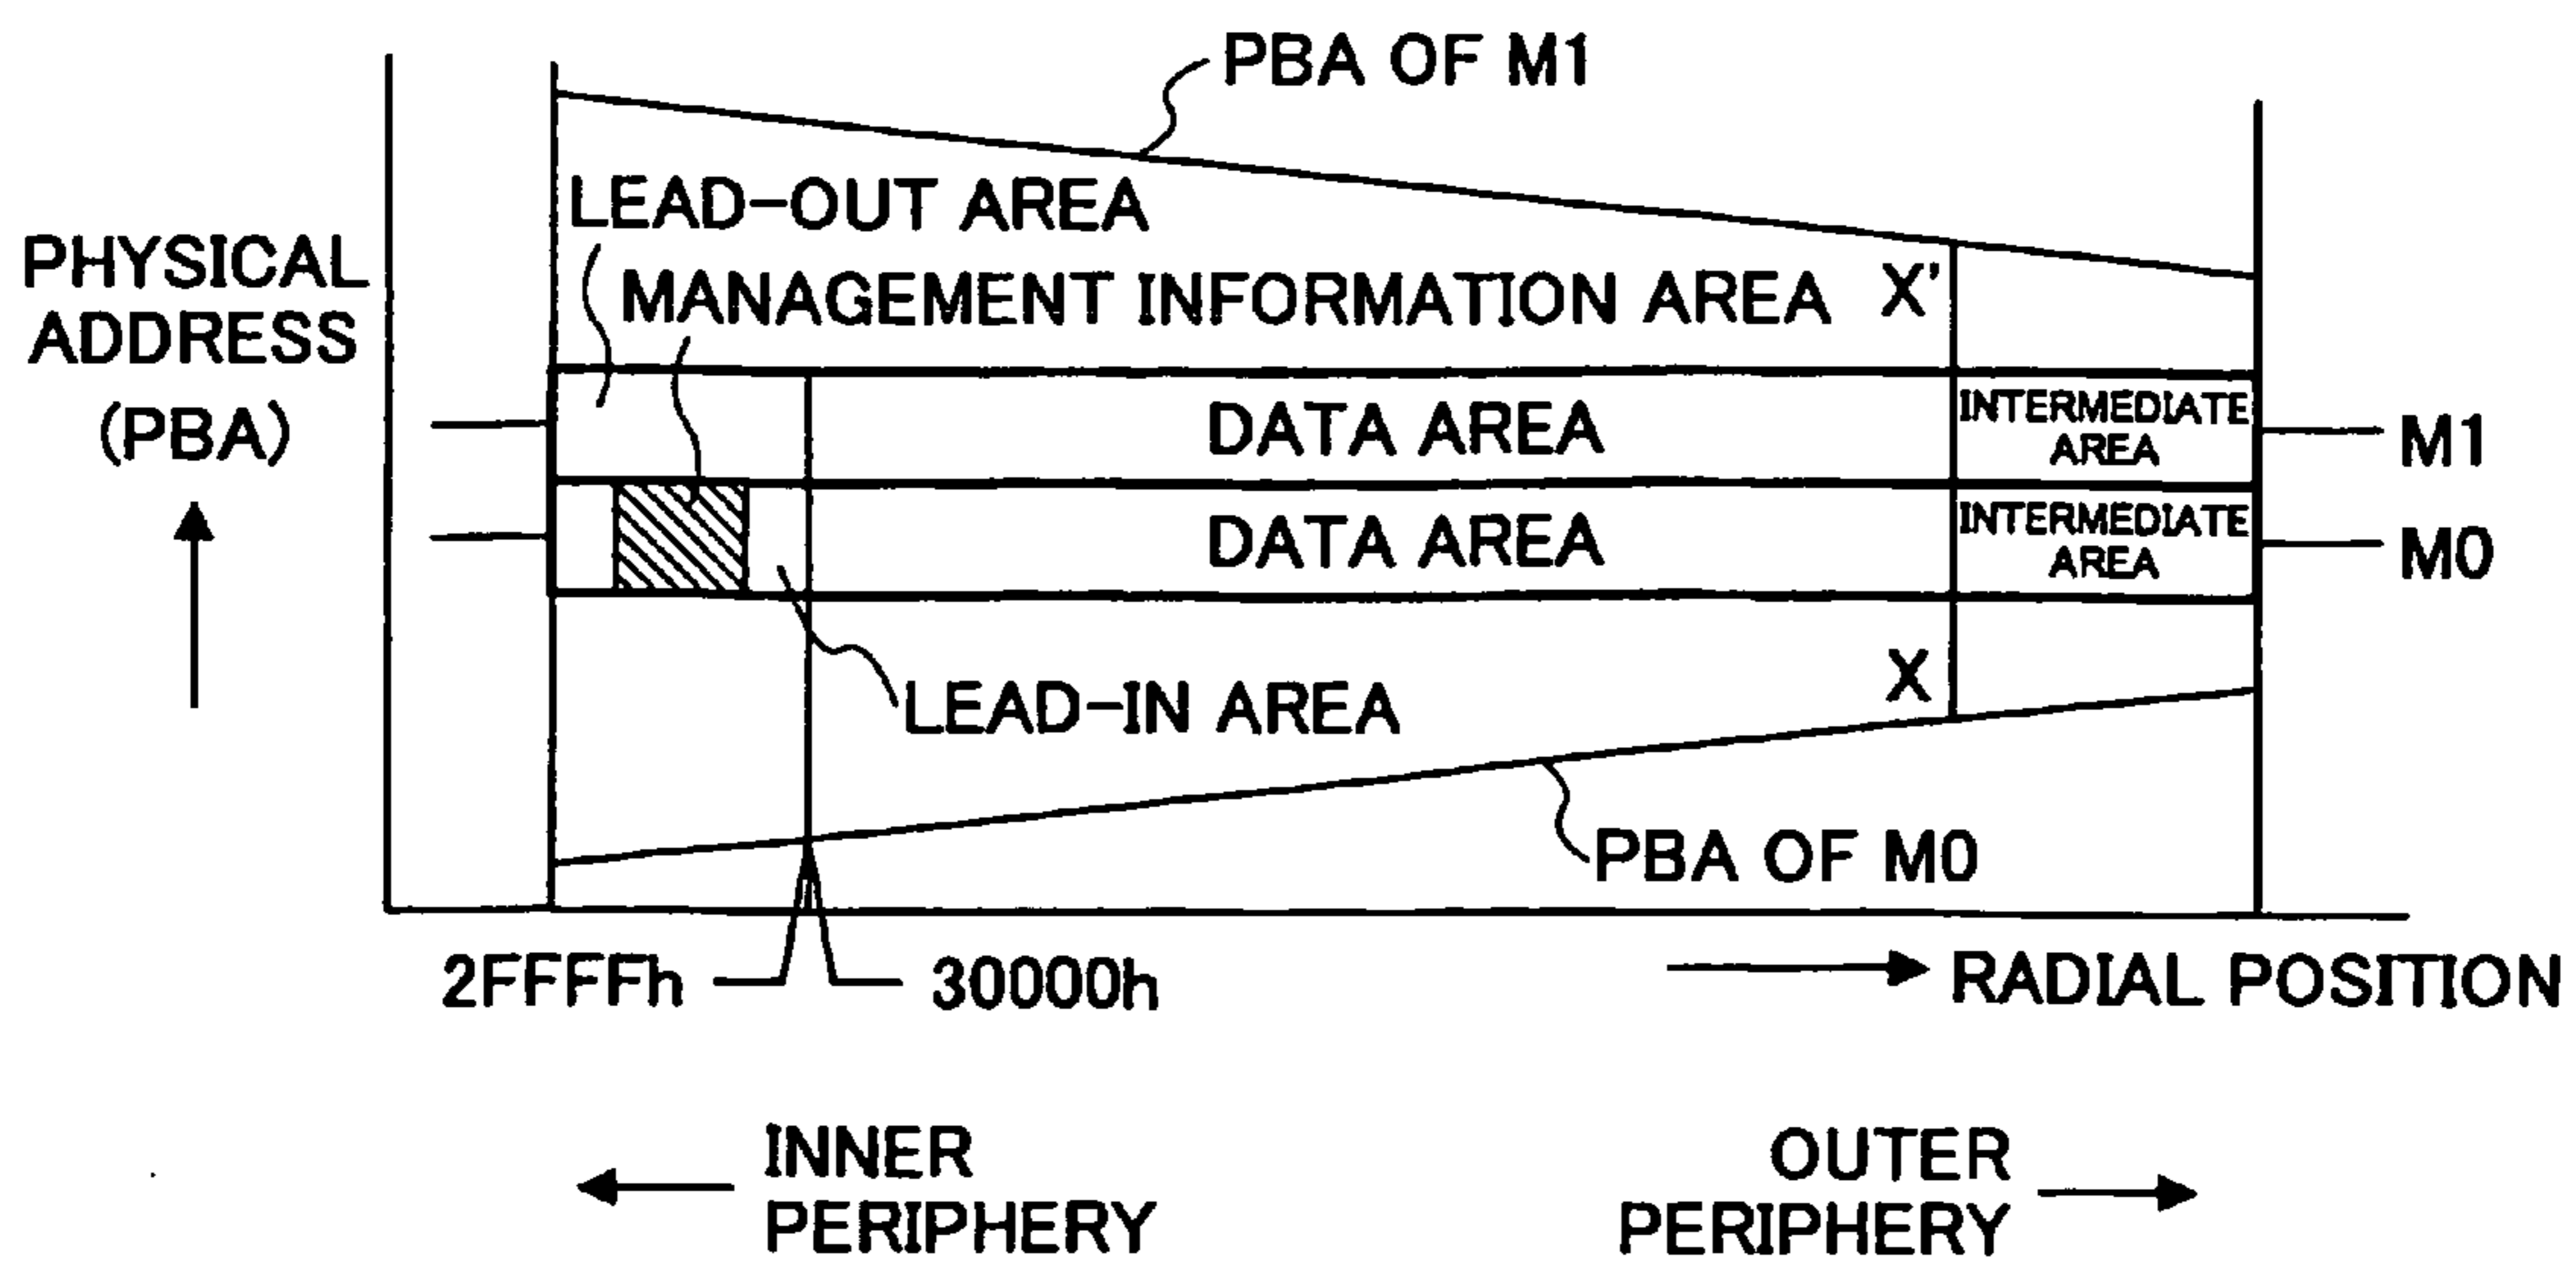 PBA OF M1
LEAD-OUT AREA
PHYSICAL
ADDRESS
(PBA)
MANAGEMENT INFORMATION AREA
X'
DATA AREA
INTERMEDIATE
AREA
M1
DATA AREA
INTERMEDIATE
AREA
M0
LEAD-IN AREA
X
PBA OF M0
2FFFFh
30000h
RADIAL POSITION
INNER
PERIPHERY
OUTER
PERIPHERY